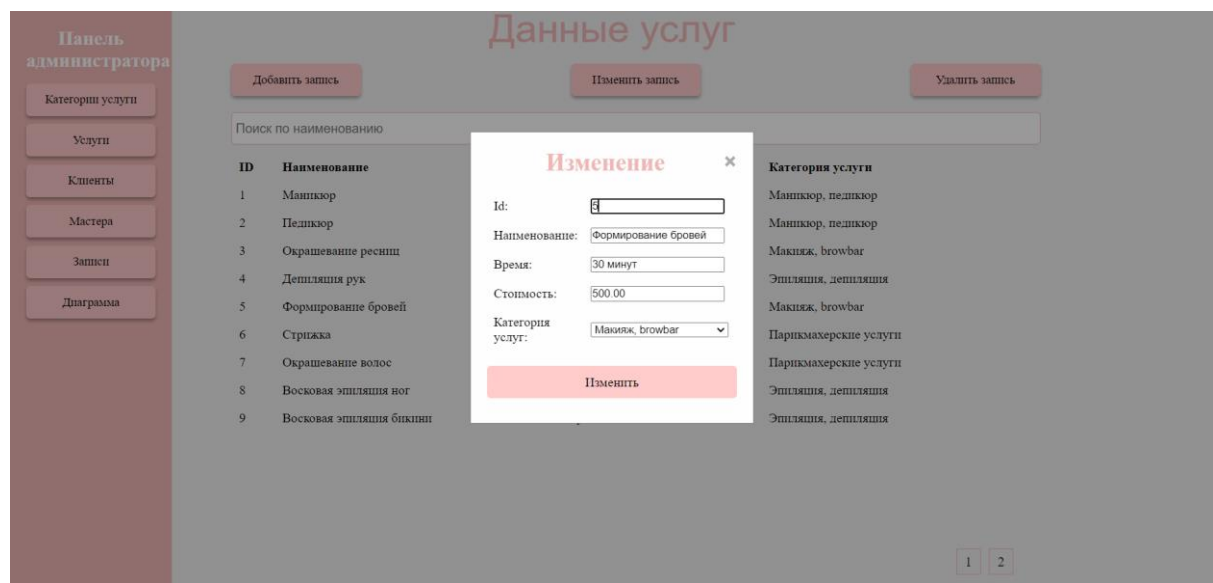 Данные услуг
Панель
администратора
Категории услуги
Услуги
Клиенты
Мастера
Записи
Диаграмма
Добавить запись
Изменить запись
Удалить запись
Поиск по наименованию
ID Наименование Категория услуги
1 Маникюр Маникюр, педикюр
2 Педикюр Маникюр, педикюр
3 Окрашевание ресниц Макияж, browbar
4 Депиляция рук Эпиляция, депиляция
5 Формирование бровей Макияж, browbar
6 Стрижка Парикмахерские услуги
7 Окрашевание волос Парикмахерские услуги
8 Восковая эпиляция ног Эпиляция, депиляция
9 Восковая эпиляция бикини Эпиляция, депиляция
Изменение ×
Id: 5
Наименование: Формирование бровей
Время: 30 минут
Стоимость: 500.00
Категория
услуг: Макияж, browbar
Изменить
1 2